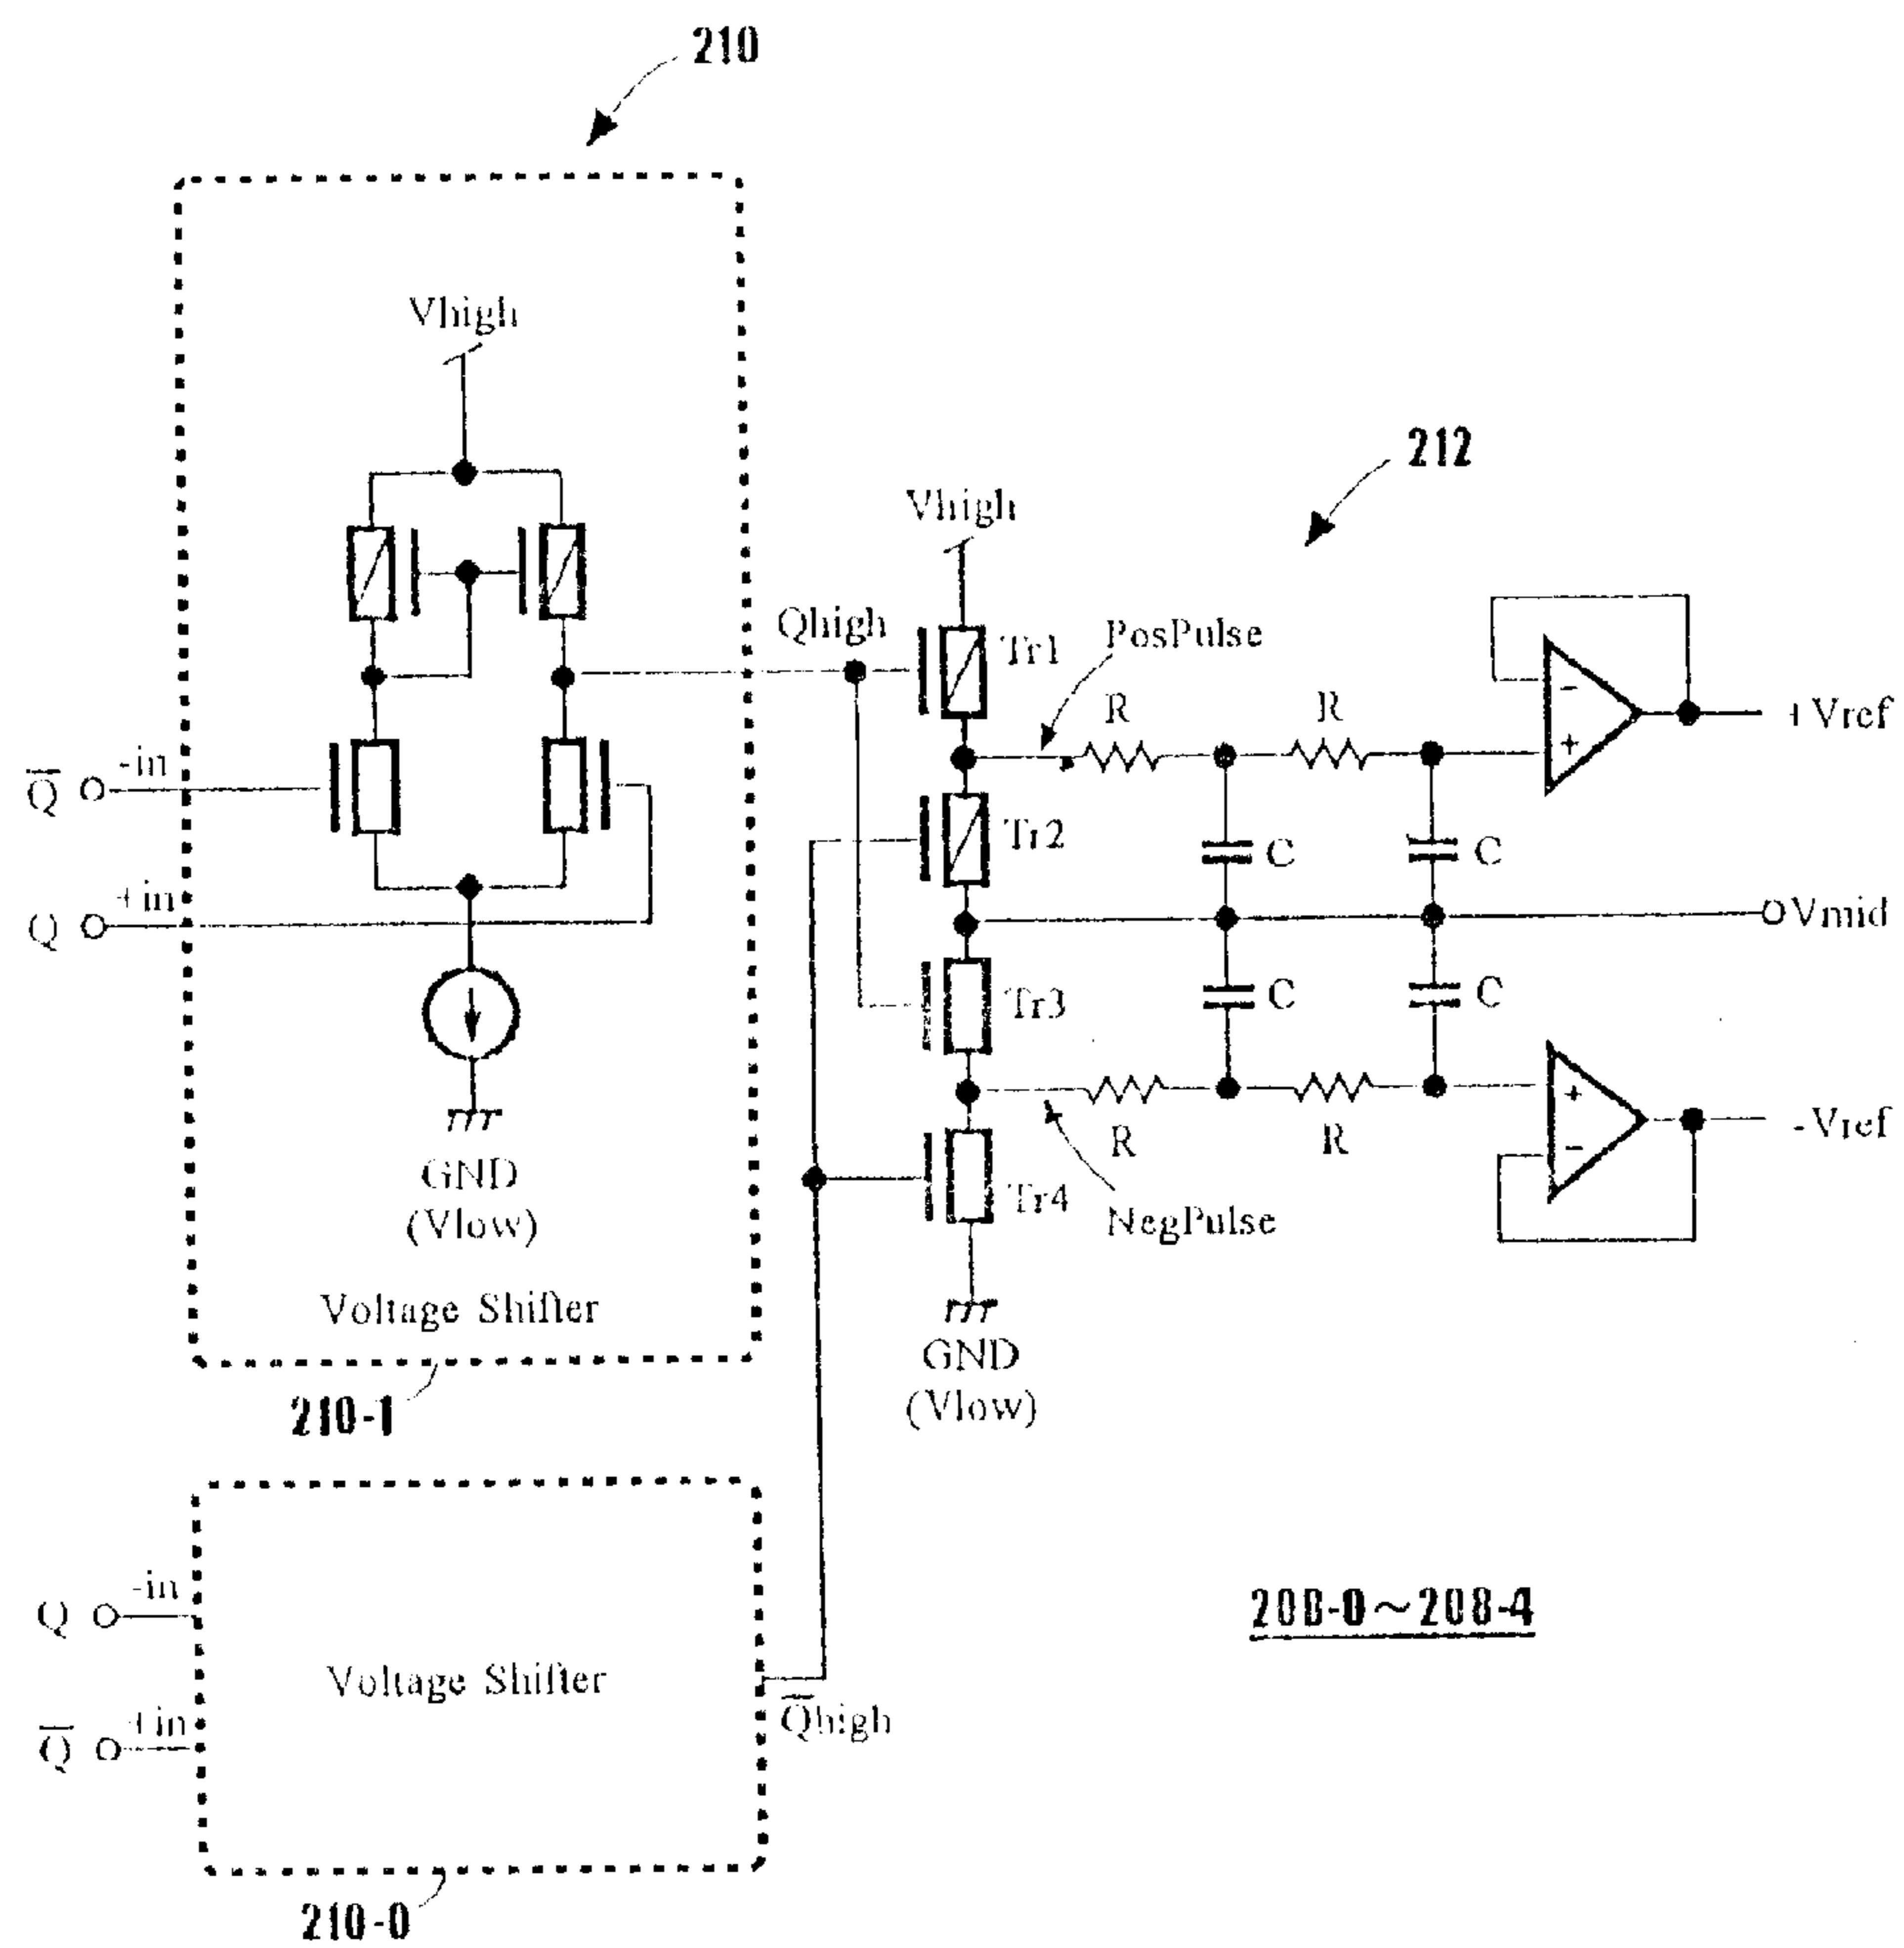 210
Vhigh
Q̅
-in
+in
Q
GND
(Vlow)
Voltage Shifter
210-1
Q
-in
Voltage Shifter
Q̅
+in
Q̅high
210-0
212
Vhigh
Qhigh
Tr1
PosPulse
R
R
-
+
+Vref
Tr2
C
C
Vmid
Tr3
C
C
+
-
-Vref
R
R
Tr4
NegPulse
GND
(Vlow)
208-0~208-4